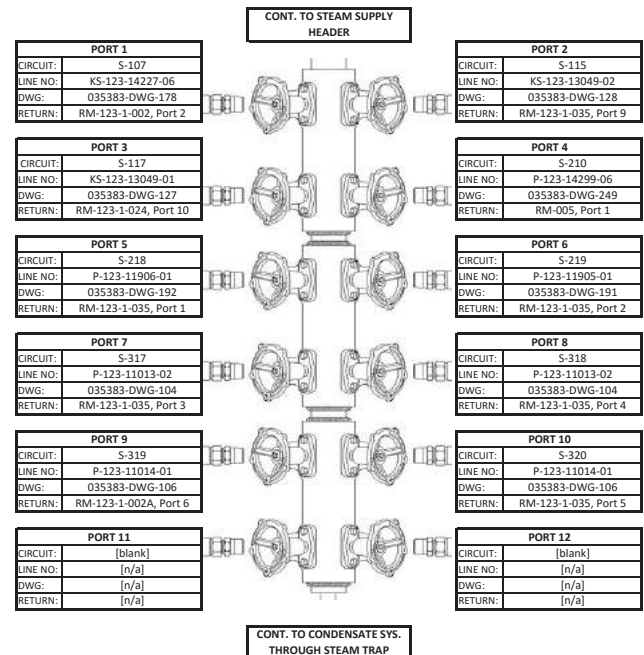 CONT. TO STEAM SUPPLY
HEADER
PORT 1
CIRCUIT: S-107
LINE NO: KS-123-14227-06
DWG: 035383-DWG-178
RETURN: RM-123-1-002, Port 2
PORT 2
CIRCUIT: S-115
LINE NO: KS-123-13049-02
DWG: 035383-DWG-128
RETURN: RM-123-1-035, Port 9
PORT 3
CIRCUIT: S-117
LINE NO: KS-123-13049-01
DWG: 035383-DWG-127
RETURN: RM-123-1-024, Port 10
PORT 4
CIRCUIT: S-210
LINE NO: P-123-14299-06
DWG: 035383-DWG-249
RETURN: RM-005, Port 1
PORT 5
CIRCUIT: S-218
LINE NO: P-123-11906-01
DWG: 035383-DWG-192
RETURN: RM-123-1-035, Port 1
PORT 6
CIRCUIT: S-219
LINE NO: P-123-11905-01
DWG: 035383-DWG-191
RETURN: RM-123-1-035, Port 2
PORT 7
CIRCUIT: S-317
LINE NO: P-123-11013-02
DWG: 035383-DWG-104
RETURN: RM-123-1-035, Port 3
PORT 8
CIRCUIT: S-318
LINE NO: P-123-11013-02
DWG: 035383-DWG-104
RETURN: RM-123-1-035, Port 4
PORT 9
CIRCUIT: S-319
LINE NO: P-123-11014-01
DWG: 035383-DWG-106
RETURN: RM-123-1-002A, Port 6
PORT 10
CIRCUIT: S-320
LINE NO: P-123-11014-01
DWG: 035383-DWG-106
RETURN: RM-123-1-035, Port 5
PORT 11
CIRCUIT: [blank]
LINE NO: [n/a]
DWG: [n/a]
RETURN: [n/a]
PORT 12
CIRCUIT: [blank]
LINE NO: [n/a]
DWG: [n/a]
RETURN: [n/a]
CONT. TO CONDENSATE SYS.
THROUGH STEAM TRAP